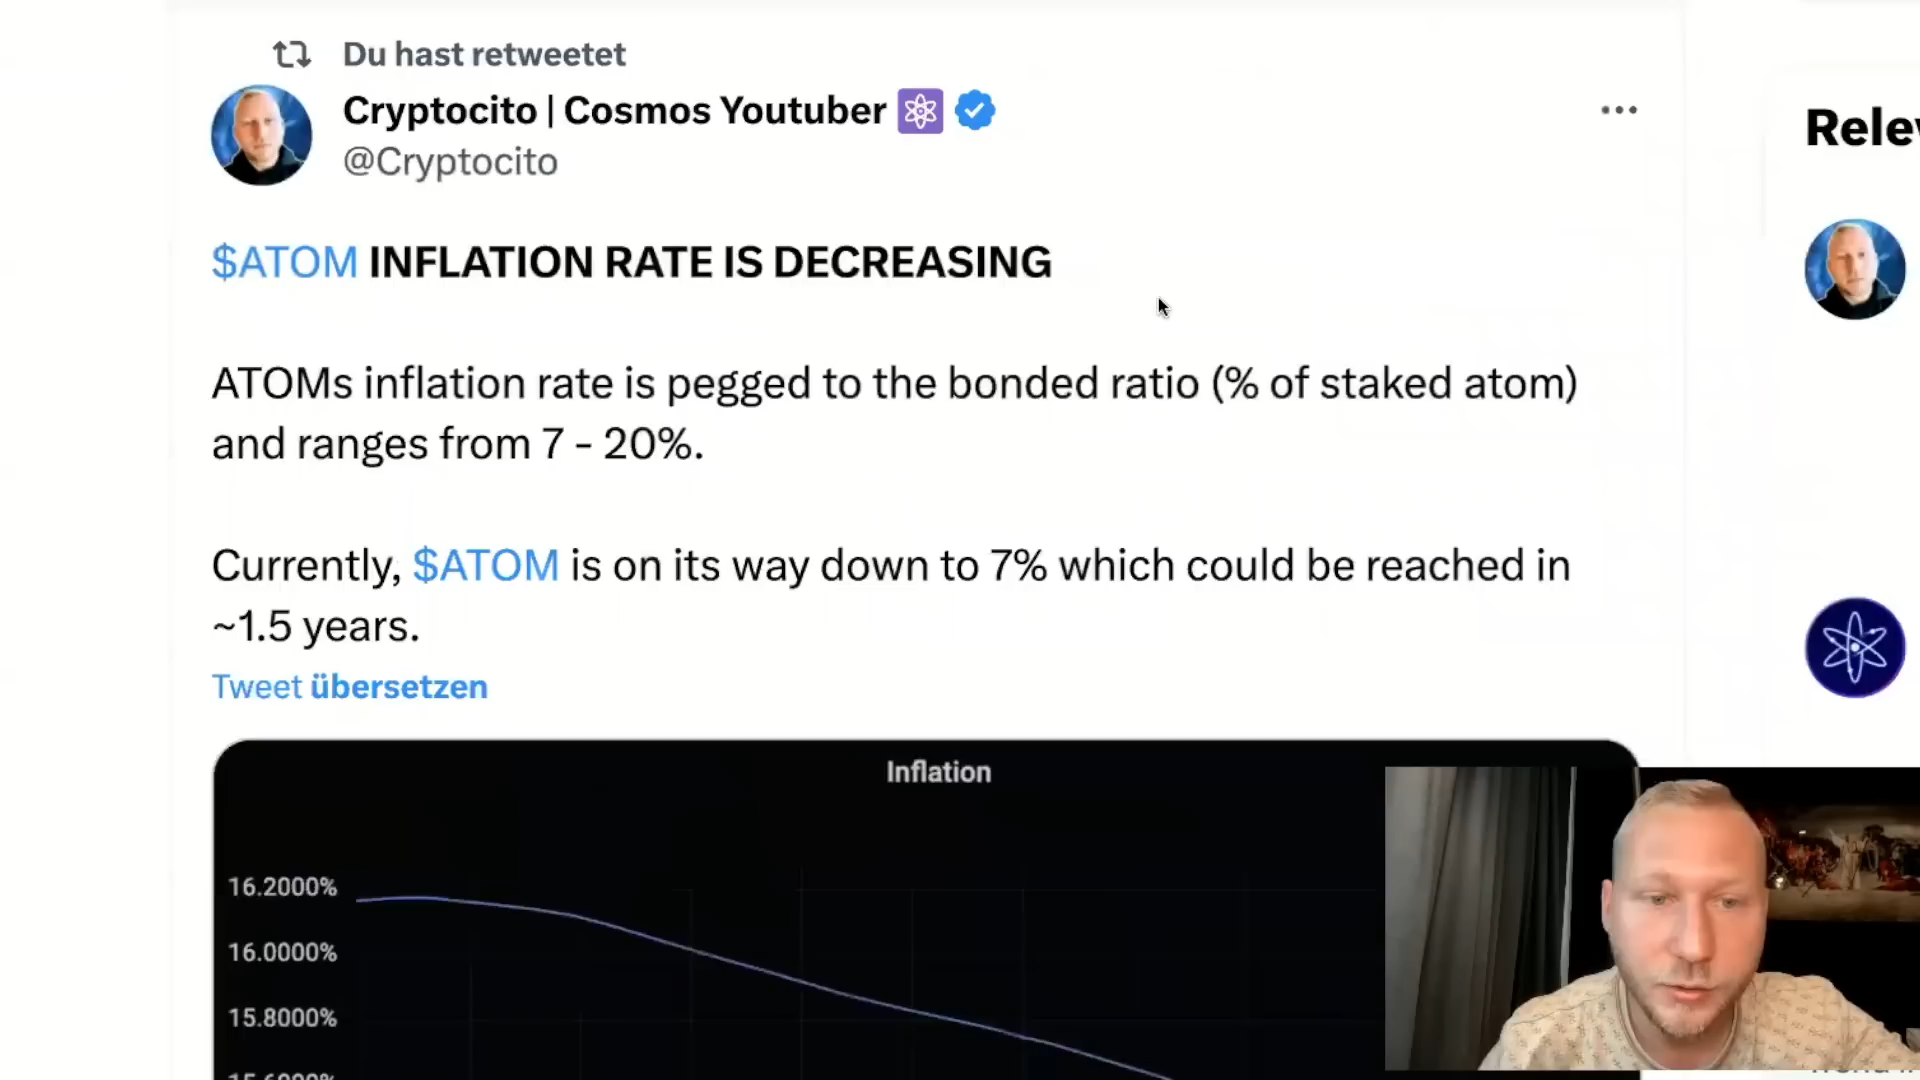 Du hast retweetet
Cryptocito | Cosmos Youtuber
@Cryptocito
$ATOM INFLATION RATE IS DECREASING
ATOMs inflation rate is pegged to the bonded ratio (% of staked atom)
and ranges from 7 - 20%.
Currently, $ATOM is on its way down to 7% which could be reached in
~1.5 years.
Tweet übersetzen
Inflation
16.2000%
16.0000%
15.8000%